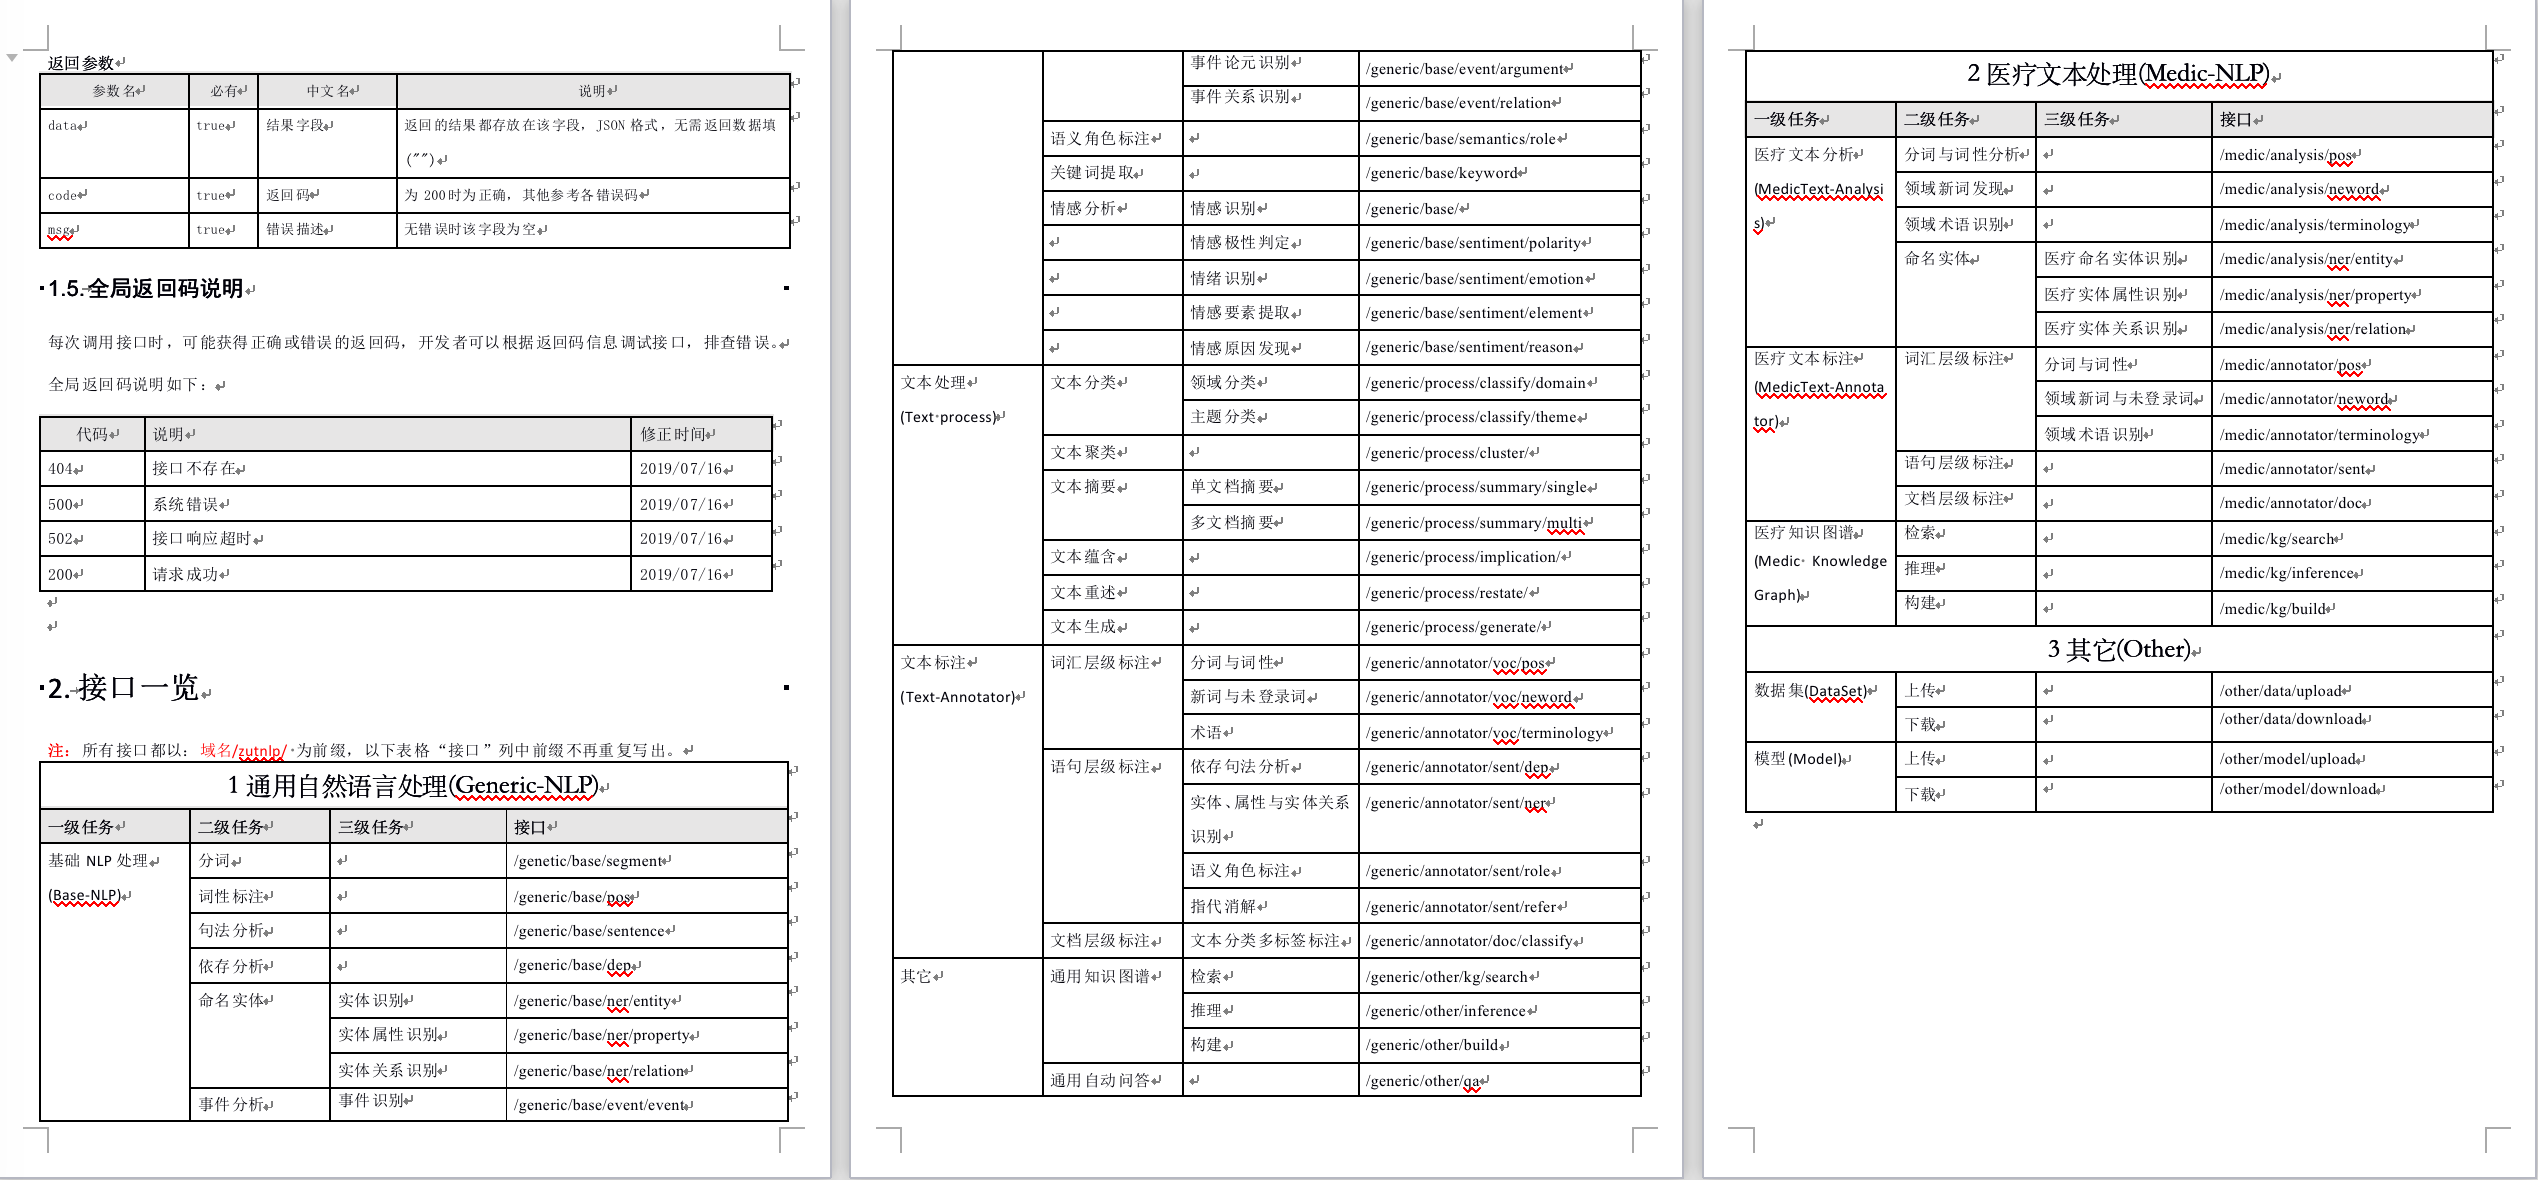 返回参数
参数名 必有 中文名 说明
data true 结果字段 返回的结果都存放在该字段，JSON 格式，无需返回数据填
("")
code true 返回码 为 200时为正确，其他参考各错误码
msg true 错误描述 无错误时该字段为空
1.5.全局返回码说明
每次调用接口时，可能获得正确或错误的返回码，开发者可以根据返回码信息调试接口，排查错误。
全局返回码说明如下：
代码 说明 修正时间
404 接口不存在 2019/07/16
500 系统错误 2019/07/16
502 接口响应超时 2019/07/16
200 请求成功 2019/07/16
2.接口一览
注：所有接口都以：域名/zutnlp/ 为前缀，以下表格“接口”列中前缀不再重复写出。
1 通用自然语言处理(Generic-NLP)
一级任务 二级任务 三级任务 接口
基础 NLP 处理 分词 /genetic/base/segment
(Base-NLP) 词性标注 /generic/base/pos
句法分析 /generic/base/sentence
依存分析 /generic/base/dep
命名实体 实体识别 /generic/base/ner/entity
实体属性识别 /generic/base/ner/property
实体关系识别 /generic/base/ner/relation
事件分析 事件识别 /generic/base/event/event
事件论元识别 /generic/base/event/argument
事件关系识别 /generic/base/event/relation
语义角色标注 /generic/base/semantics/role
关键词提取 /generic/base/keyword
情感分析 情感识别 /generic/base/
情感极性判定 /generic/base/sentiment/polarity
情绪识别 /generic/base/sentiment/emotion
情感要素提取 /generic/base/sentiment/element
情感原因发现 /generic/base/sentiment/reason
文本处理 文本分类 领域分类 /generic/process/classify/domain
(Text process) 主题分类 /generic/process/classify/theme
文本聚类 /generic/process/cluster/
文本摘要 单文档摘要 /generic/process/summary/single
多文档摘要 /generic/process/summary/multi
文本蕴含 /generic/process/implication/
文本重述 /generic/process/restate/
文本生成 /generic/process/generate/
文本标注 词汇层级标注 分词与词性 /generic/annotator/voc/pos
(Text-Annotator) 新词与未登录词 /generic/annotator/voc/neword
术语 /generic/annotator/voc/terminology
语句层级标注 依存句法分析 /generic/annotator/sent/dep
实体、属性与实体关系 /generic/annotator/sent/ner
识别
语义角色标注 /generic/annotator/sent/role
指代消解 /generic/annotator/sent/refer
文档层级标注 文本分类多标签标注 /generic/annotator/doc/classify
其它 通用知识图谱 检索 /generic/other/kg/search
推理 /generic/other/inference
构建 /generic/other/build
通用自动问答 /generic/other/qa
2 医疗文本处理(Medic-NLP)
一级任务 二级任务 三级任务 接口
医疗文本分析 分词与词性分析 /medic/analysis/pos
(MedicText-Analysi 领域新词发现 /medic/analysis/neword
s) 领域术语识别 /medic/analysis/terminology
命名实体 医疗命名实体识别 /medic/analysis/ner/entity
医疗实体属性识别 /medic/analysis/ner/property
医疗实体关系识别 /medic/analysis/ner/relation
医疗文本标注 词汇层级标注 分词与词性 /medic/annotator/pos
(MedicText-Annota 领域新词与未登录词 /medic/annotator/neword
tor) 领域术语识别 /medic/annotator/terminology
语句层级标注 /medic/annotator/sent
文档层级标注 /medic/annotator/doc
医疗知识图谱 检索 /medic/kg/search
(Medic Knowledge 推理 /medic/kg/inference
Graph) 构建 /medic/kg/build
3 其它(Other)
数据集(DataSet) 上传 /other/data/upload
下载 /other/data/download
模型(Model) 上传 /other/model/upload
下载 /other/model/download